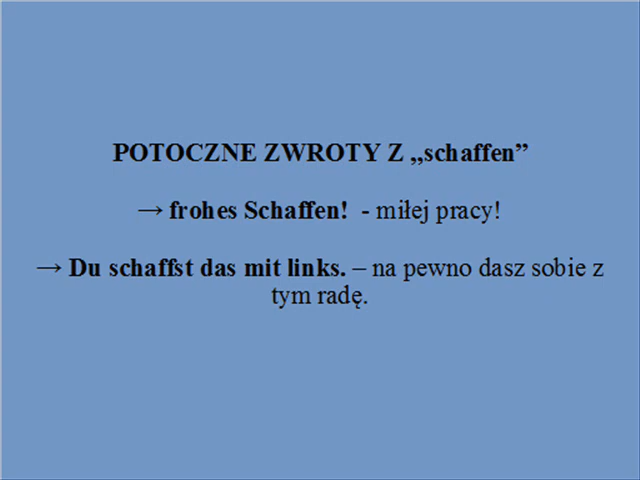 POTOCZNE ZWROTY Z „schaffen”
→ frohes Schaffen!  - miłej pracy!
→ Du schaffst das mit links. – na pewno dasz sobie z
tym radę.